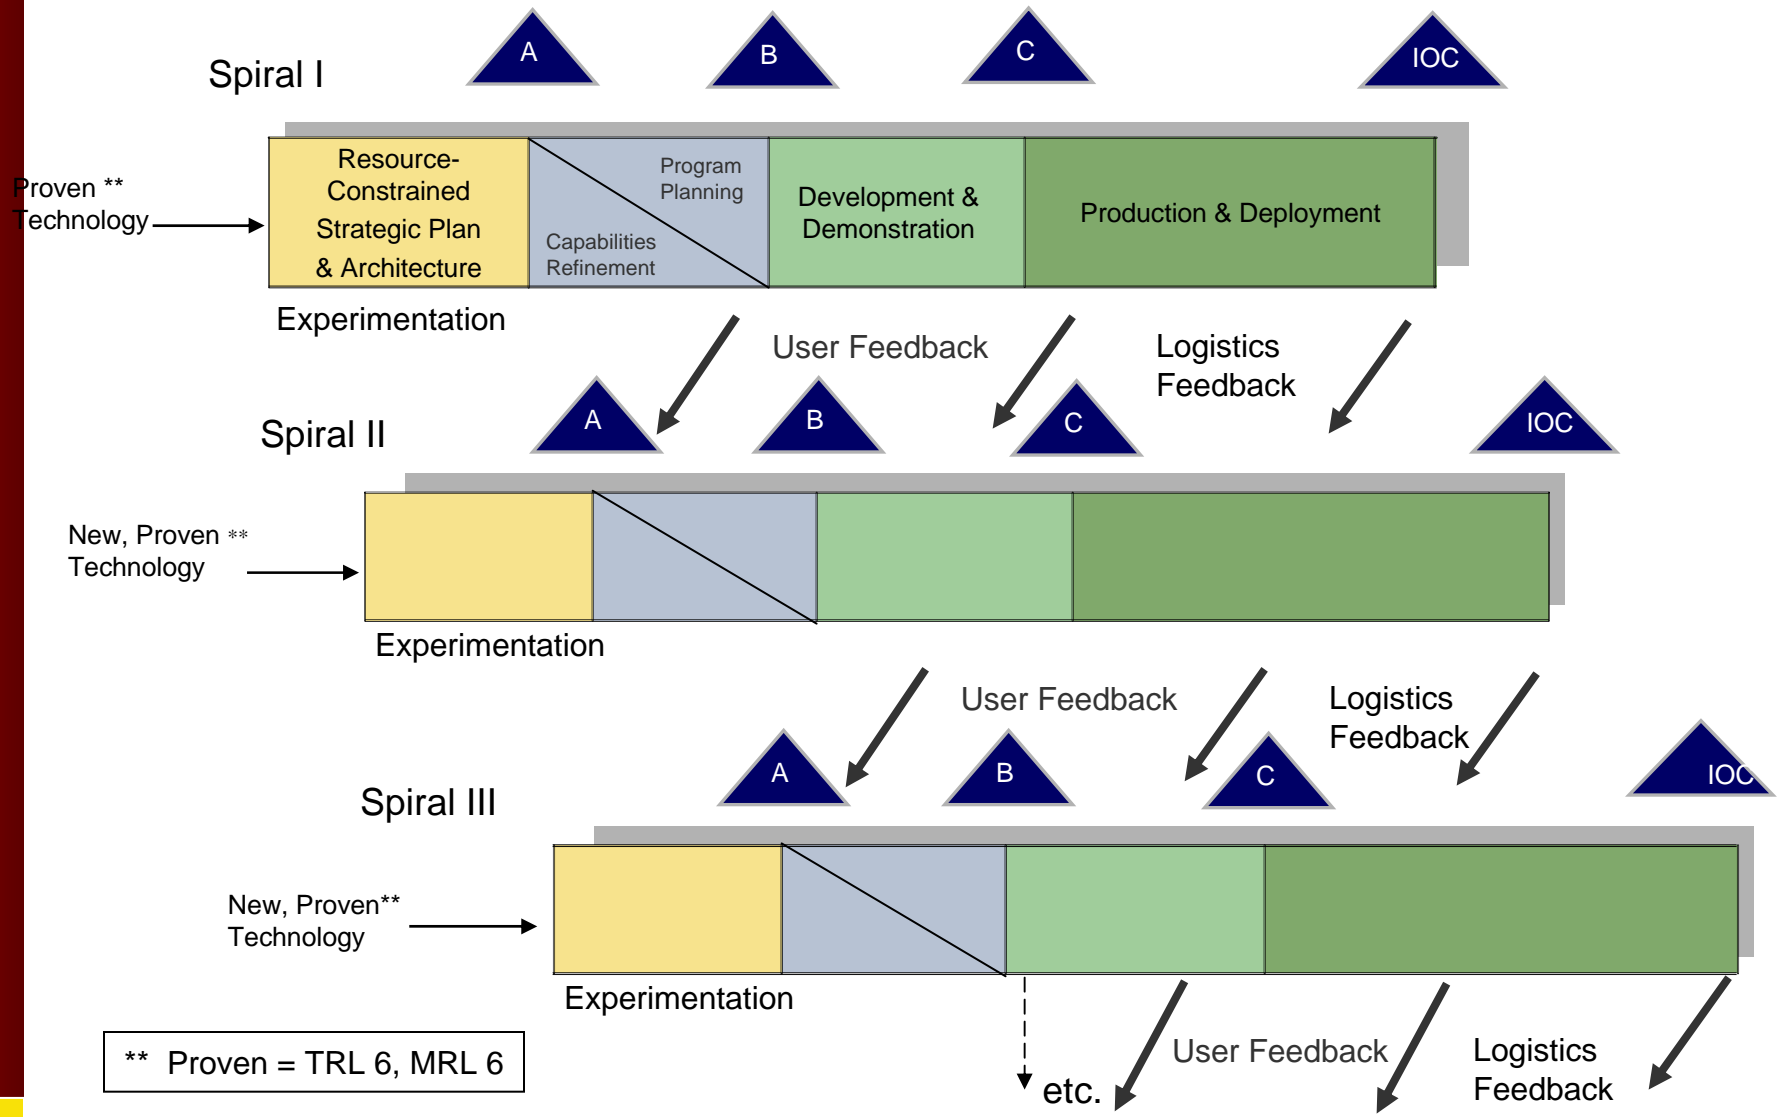 A
B
C
IOC
Spiral I
Proven **
Technology
Resource-
Constrained
Strategic Plan
& Architecture
Program
Planning
Capabilities
Refinement
Development &
Demonstration
Production & Deployment
Experimentation
User Feedback
Logistics
Feedback
A
B
C
IOC
Spiral II
New, Proven **
Technology
Experimentation
User Feedback
Logistics
Feedback
A
B
C
IOC
Spiral III
New, Proven**
Technology
Experimentation
** Proven = TRL 6, MRL 6
etc.
User Feedback
Logistics
Feedback